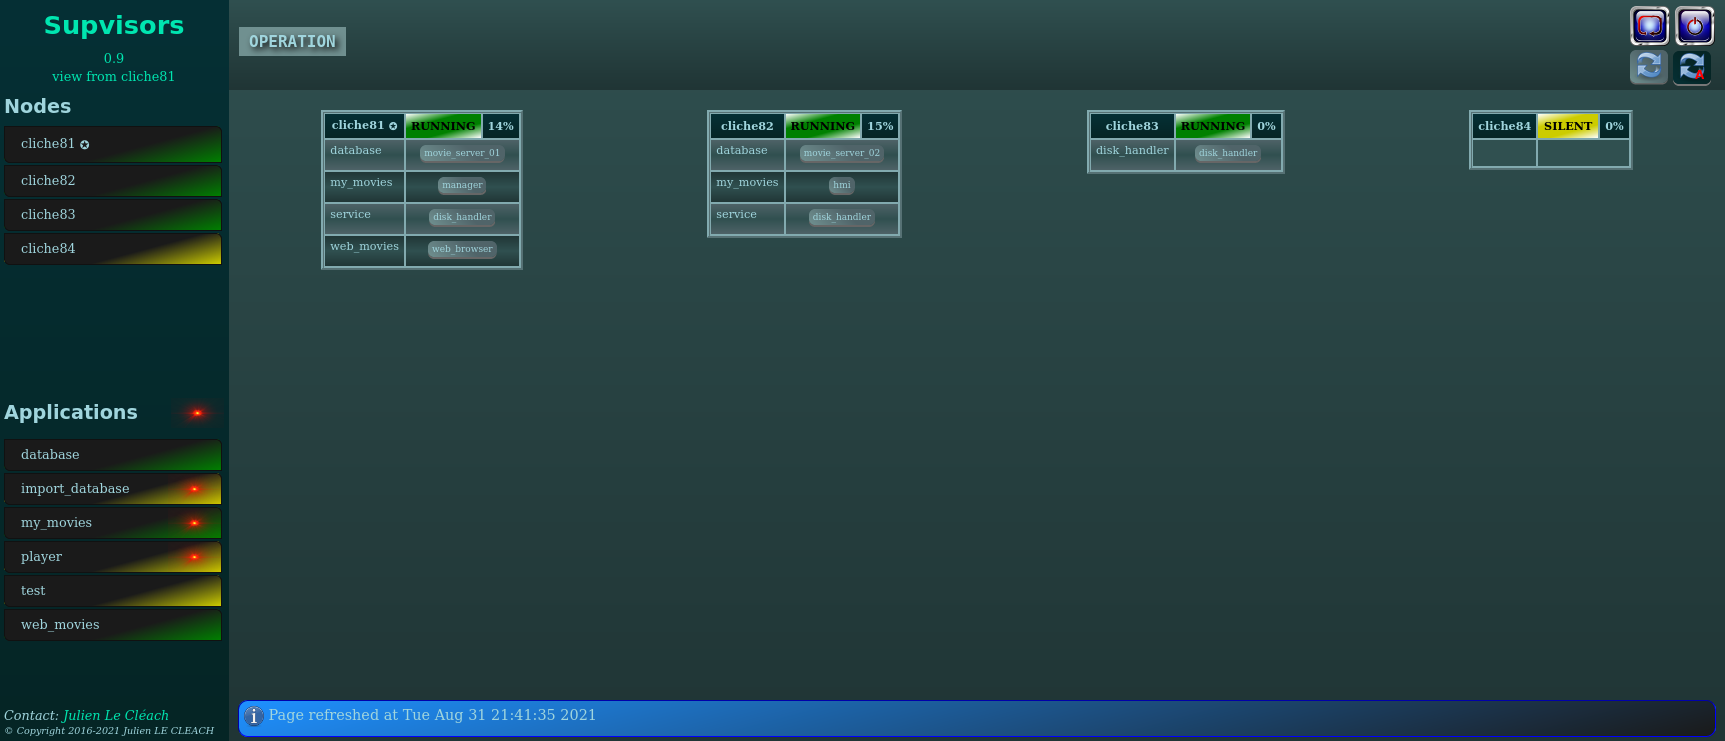 Supvisors
0.9
view from cliche81
Nodes
cliche81 ✪
cliche82
cliche83
cliche84
Applications
database
import_database
my_movies
player
test
web_movies
Contact: Julien Le Cléach
© Copyright 2016-2021 Julien LE CLEACH
OPERATION
cliche81 ✪ RUNNING 14%
database movie_server_01
my_movies manager
service disk_handler
web_movies web_browser
cliche82 RUNNING 15%
database movie_server_02
my_movies hmi
service disk_handler
cliche83 RUNNING 0%
disk_handler disk_handler
cliche84 SILENT 0%
Page refreshed at Tue Aug 31 21:41:35 2021